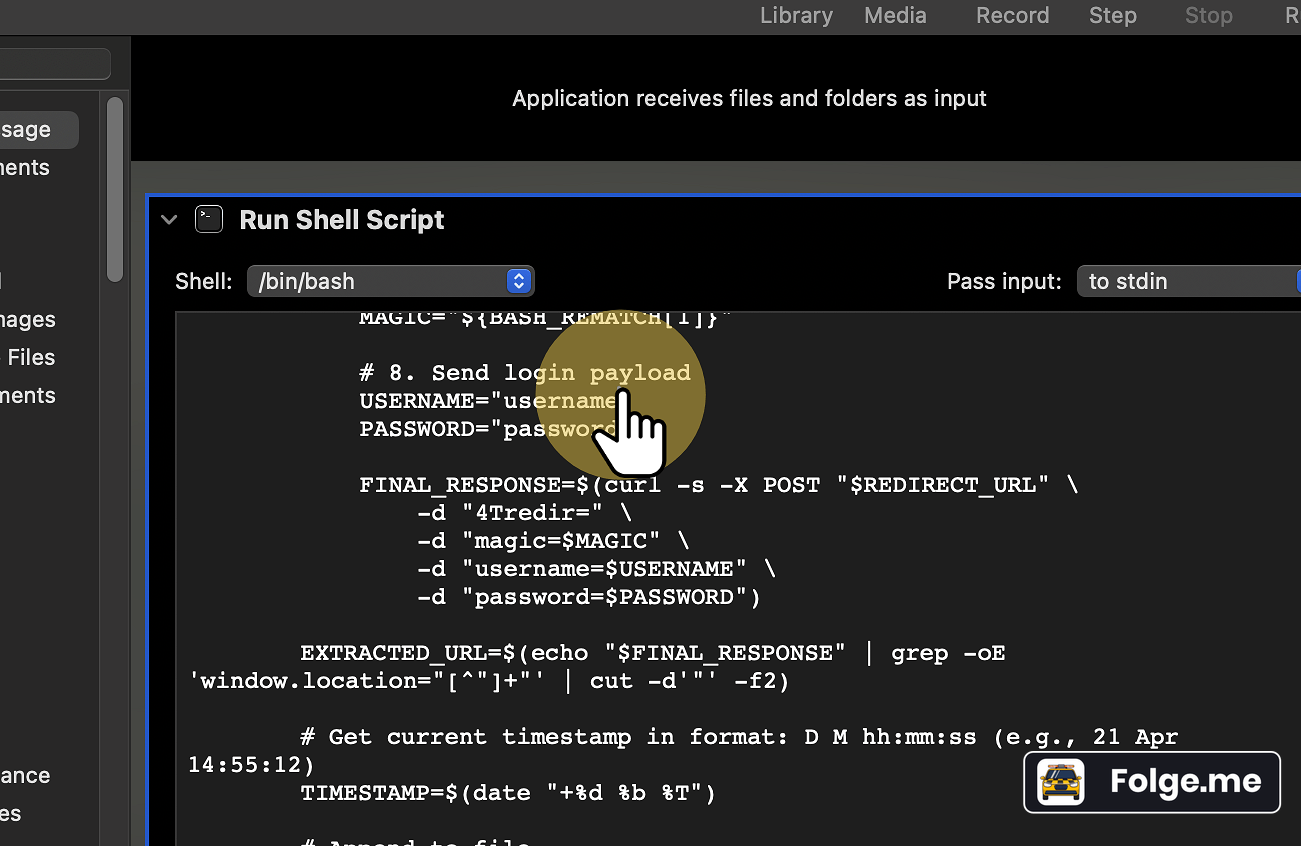 Library Media Record Step Stop R
Application receives files and folders as input
sage
nents
nages
Files
nents
ance
es
Run Shell Script
Shell: /bin/bash Pass input: to stdin
MAGIC="${BASH_REMATCH[1]}"
# 8. Send login payload
USERNAME="username
PASSWORD="password
FINAL_RESPONSE=$(curl -s -X POST "$REDIRECT_URL" \
-d "4Tredir=" \
-d "magic=$MAGIC" \
-d "username=$USERNAME" \
-d "password=$PASSWORD")
EXTRACTED_URL=$(echo "$FINAL_RESPONSE" | grep -oE
'window.location="[^"]+"' | cut -d'"' -f2)
# Get current timestamp in format: D M hh:mm:ss (e.g., 21 Apr
14:55:12)
TIMESTAMP=$(date "+%d %b %T")
# Append to file
Folge.me